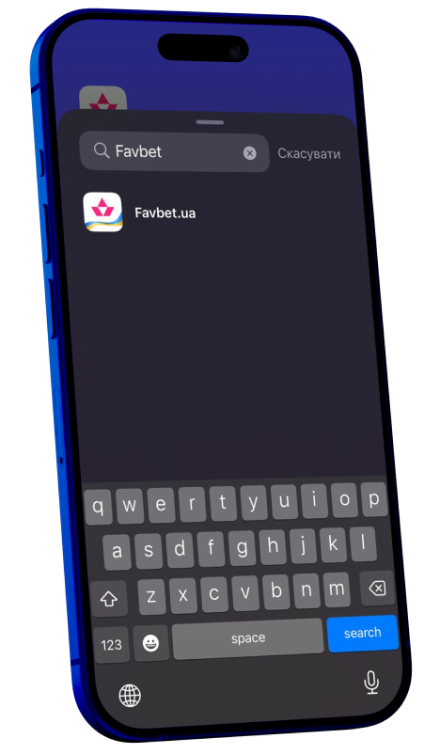 Favbet
Скасувати
Favbet.ua
q w e r t y u i o p
a s d f g h j k l
z x c v b n m
123 space search